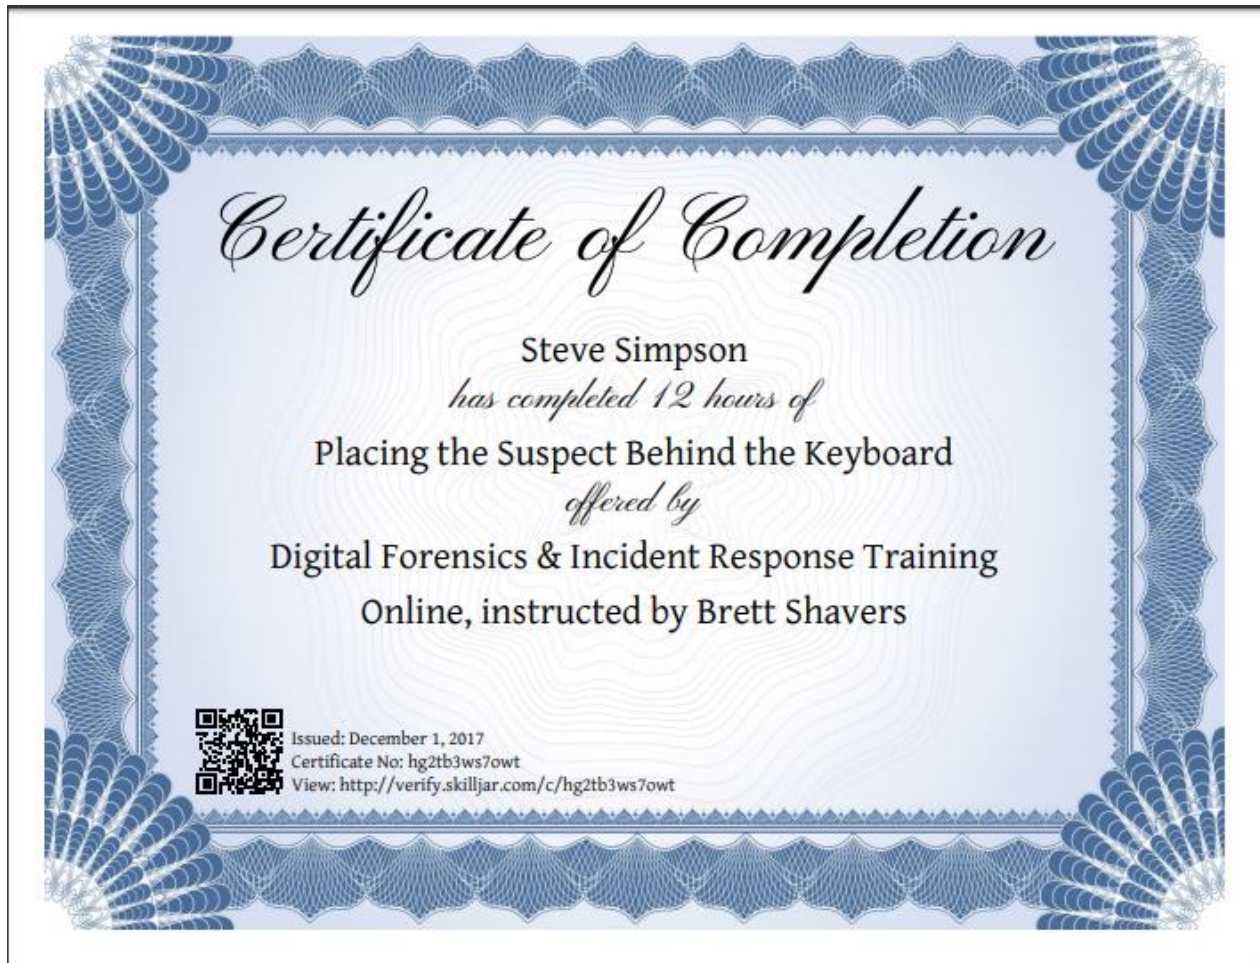 Certificate of Completion
Steve Simpson
has completed 12 hours of
Placing the Suspect Behind the Keyboard
offered by
Digital Forensics & Incident Response Training
Online, instructed by Brett Shavers
Issued: December 1, 2017
Certificate No: hg2tb3ws7owt
View: http://verify.skilljar.com/c/hg2tb3ws7owt